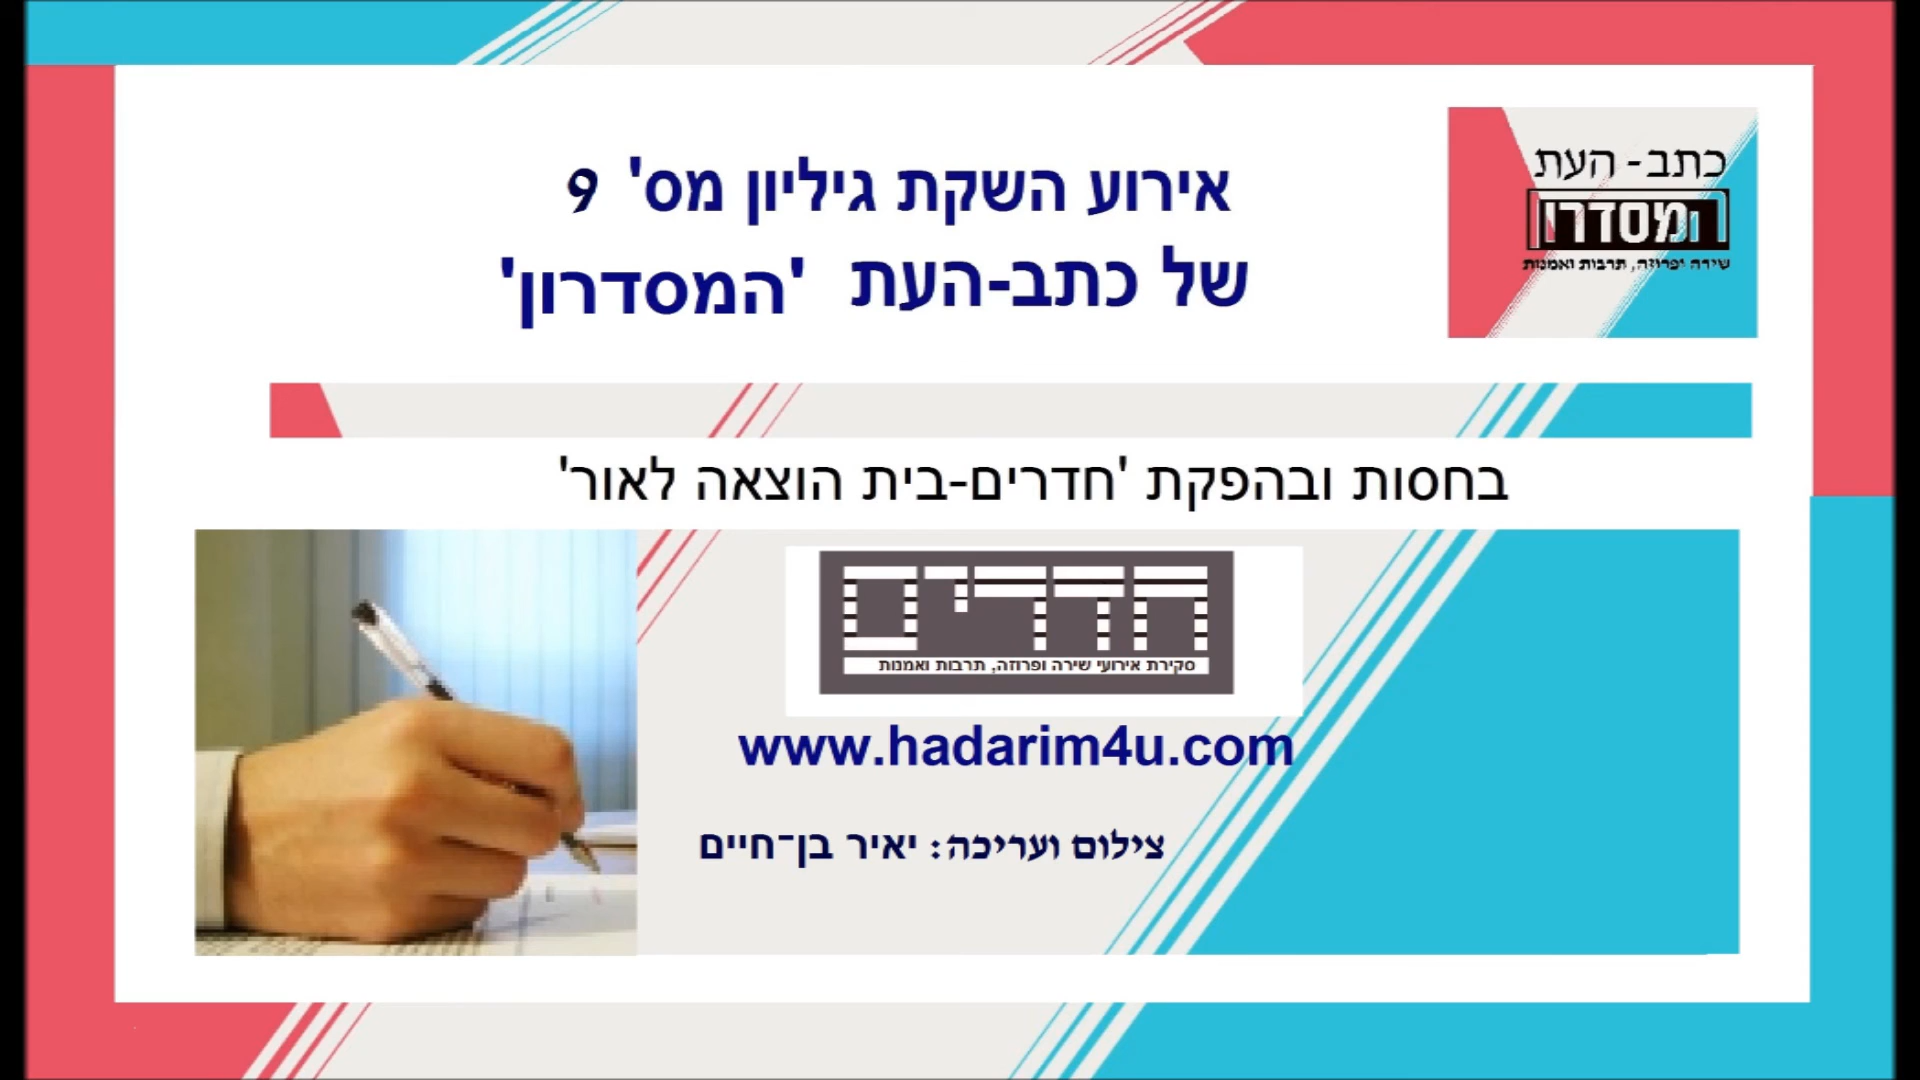 אירוע השקת גיליון מס' 9
של כתב-העת 'המסדרון'
כתב-העת
המסדרון
שירה ופרוזה, תרבות ואמנות
בחסות ובהפקת 'חדרים-בית הוצאה לאור'
חדרים
סקירת אירועי שירה ופרוזה, תרבות ואמנות
www.hadarim4u.com
צילום ועריכה: יאיר בן־חיים